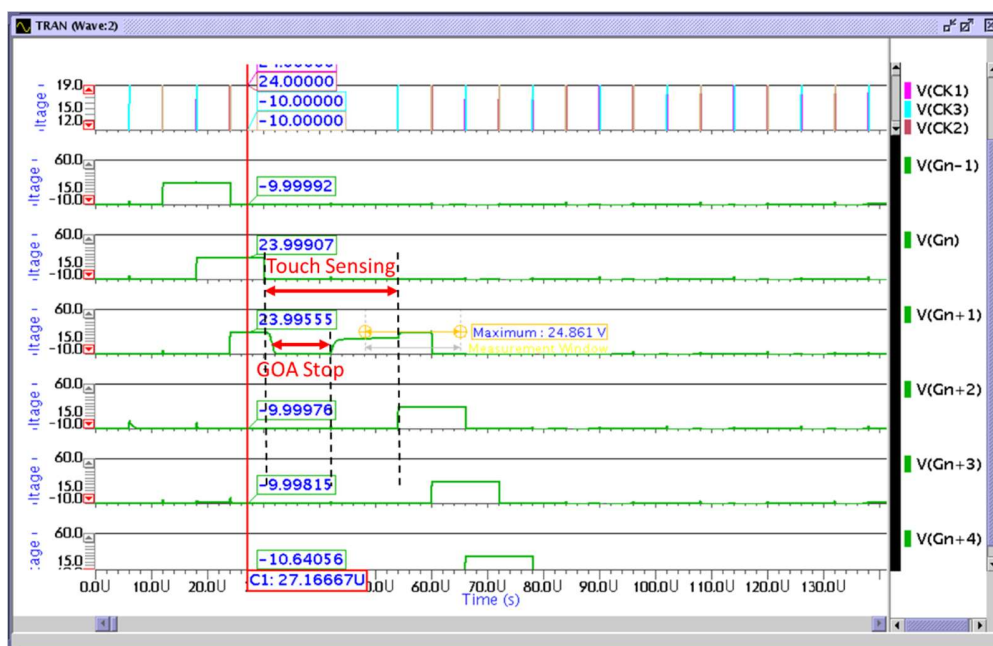 TRAN (Wave:2)
24.00000
19.0
24.00000
15.0
-10.00000
12.0
-10.00000
V(CK1)
V(CK3)
V(CK2)
60.0
15.0
-10.0
-9.99992
V(Gn-1)
60.0
15.0
-10.0
23.99907
V(Gn)
Touch Sensing
60.0
15.0
-10.0
23.99555
Maximum : 24.861 V
Measurement Window
V(Gn+1)
GOA Stop
60.0
15.0
-10.0
-9.99976
V(Gn+2)
60.0
15.0
-10.0
-9.99815
V(Gn+3)
60.0
15.0
-10.64056
V(Gn+4)
0.0U 10.0U 20.0U C1: 27.16667U 50.0U 60.0U 70.0U 80.0U 90.0U 100.0U 110.0U 120.0U 130.0U
Time (s)